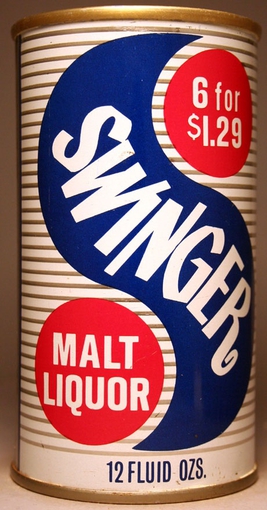 6 for
$1.29
SWINGER
MALT
LIQUOR
12 FLUID OZS.